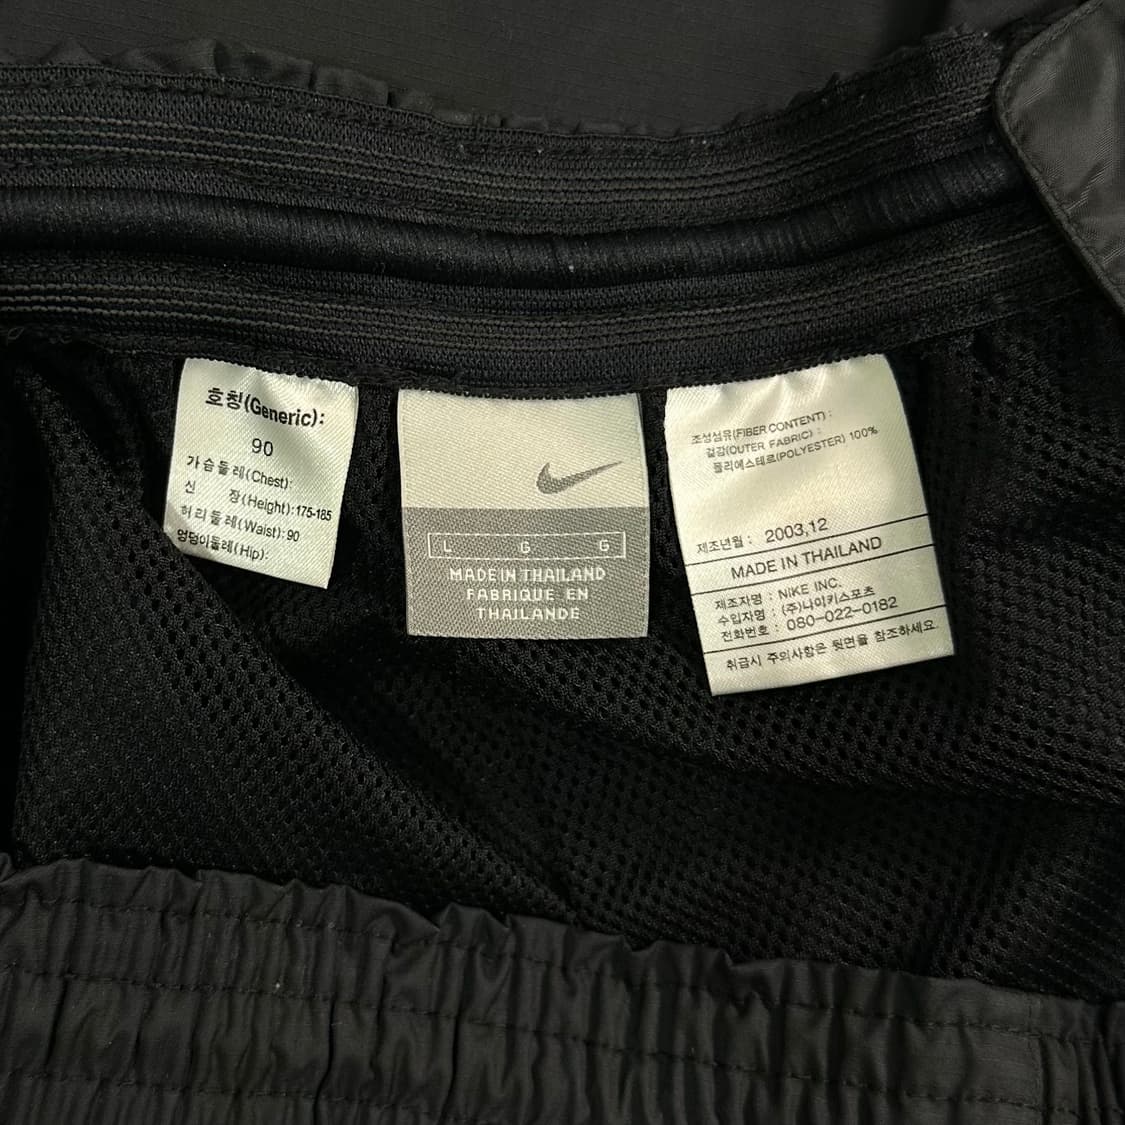 호칭(Generic):
90
가슴둘레(Chest):
신 장(Height):175-185
허리둘레(Waist):90
엉덩이둘레(Hip):
L G G
MADE IN THAILAND
FABRIQUE EN
THAILANDE
조성섬유(FIBER CONTENT) :
겉감(OUTER FABRIC) :
폴리에스테르(POLYESTER) 100%
제조년월 : 2003,12
MADE IN THAILAND
제조자명 : NIKE INC.
수입자명 : (주)나이키스포츠
전화번호 : 080-022-0182
취급시 주의사항은 뒷면을 참조하세요.